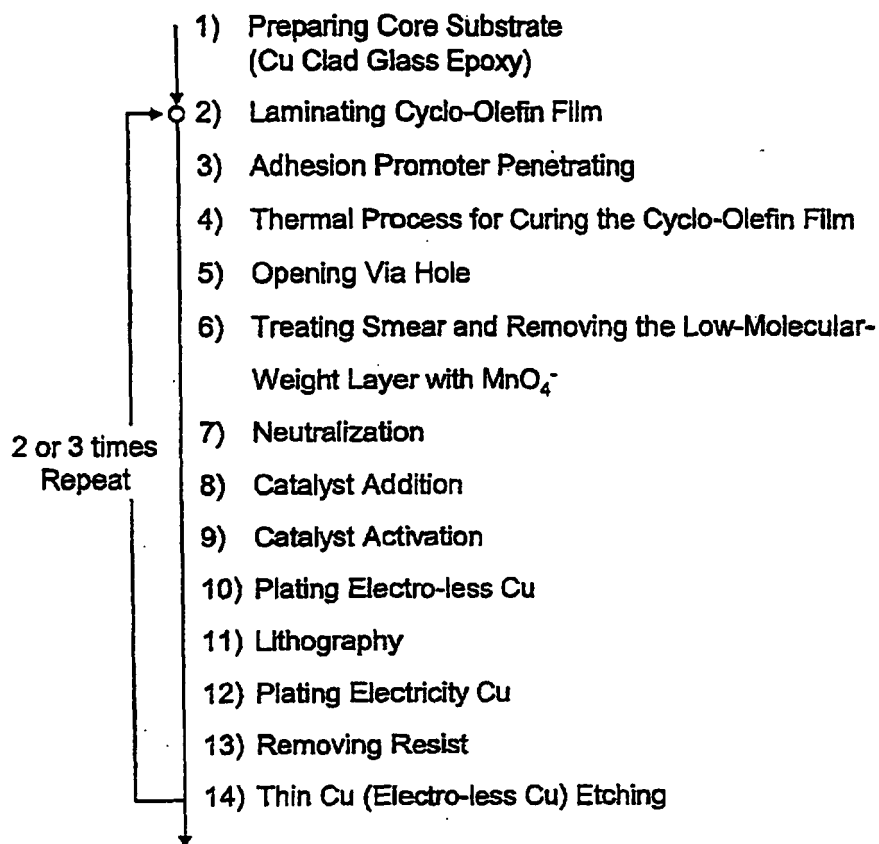 1) Preparing Core Substrate
(Cu Clad Glass Epoxy)
2) Laminating Cyclo-Olefin Film
3) Adhesion Promoter Penetrating
4) Thermal Process for Curing the Cyclo-Olefin Film
5) Opening Via Hole
6) Treating Smear and Removing the Low-Molecular-
Weight Layer with MnO₄⁻
2 or 3 times
Repeat
7) Neutralization
8) Catalyst Addition
9) Catalyst Activation
10) Plating Electro-less Cu
11) Lithography
12) Plating Electricity Cu
13) Removing Resist
14) Thin Cu (Electro-less Cu) Etching